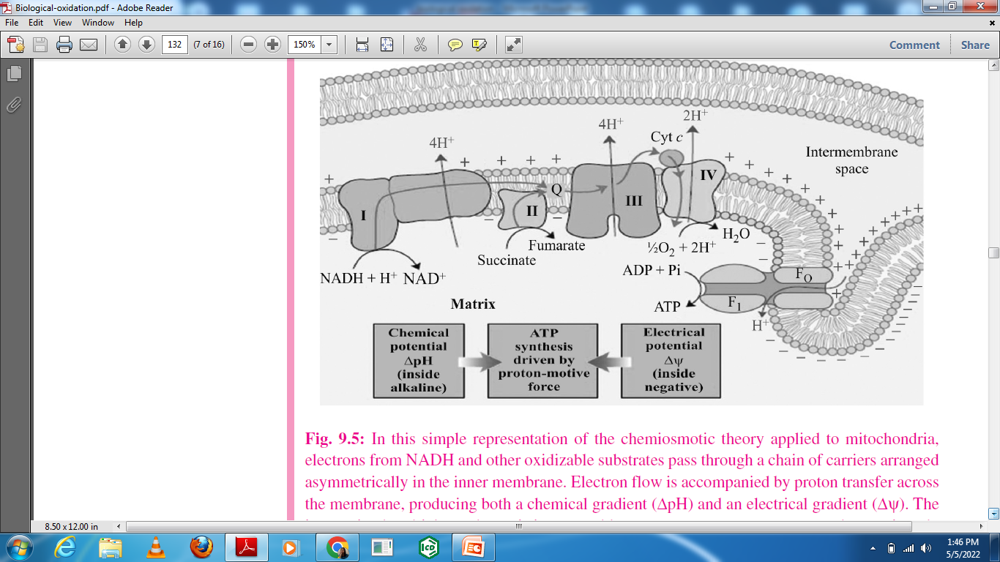 Biological-oxidation.pdf - Adobe Reader
File Edit View Window Help
132 (7 of 16) 150% Comment Share
4H⁺
4H⁺
2H⁺
Cyt c
Intermembrane
space
I
II
Q
III
IV
Fumarate
Succinate
NADH + H⁺ NAD⁺
½O₂ + 2H⁺
H₂O
ADP + Pi
ATP
F₁
F₀
H⁺
Matrix
Chemical
potential
ΔpH
(inside
alkaline)
ATP
synthesis
driven by
proton-motive
force
Electrical
potential
Δψ
(inside
negative)
Fig. 9.5: In this simple representation of the chemiosmotic theory applied to mitochondria,
electrons from NADH and other oxidizable substrates pass through a chain of carriers arranged
asymmetrically in the inner membrane. Electron flow is accompanied by proton transfer across
the membrane, producing both a chemical gradient (ΔpH) and an electrical gradient (Δψ). The
8.50 x 12.00 in
ICD
1:46 PM
5/5/2022